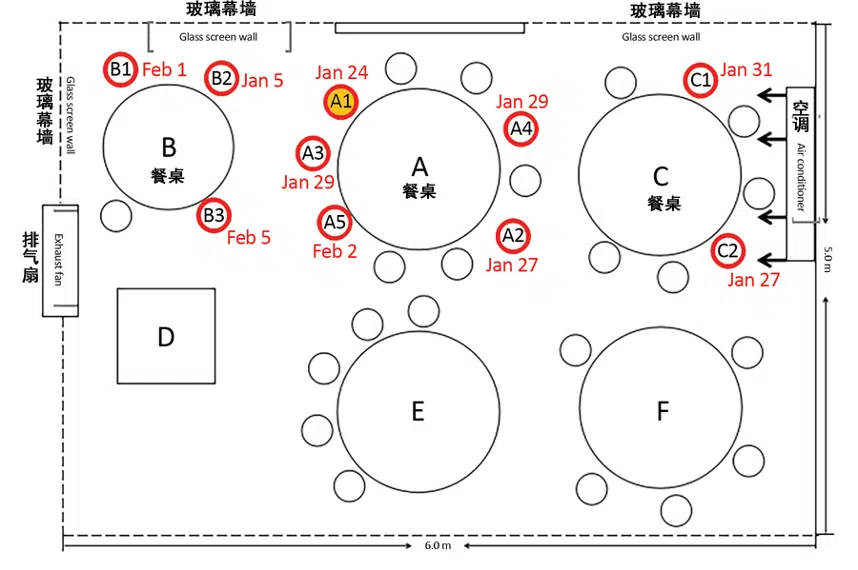 玻璃幕墙
玻璃幕墙
Glass screen wall
Glass screen wall
B1
Feb 1
B2
Jan 5
Jan 24
A1
C1
Jan 31
玻璃幕墙
Glass screen wall
Jan 29
A4
空调
Air conditioner
B
餐桌
A3
Jan 29
A
餐桌
C
餐桌
B3
Feb 5
A5
Feb 2
A2
Jan 27
C2
Jan 27
排气扇
Exhaust fan
5.0 m
D
E
F
6.0 m